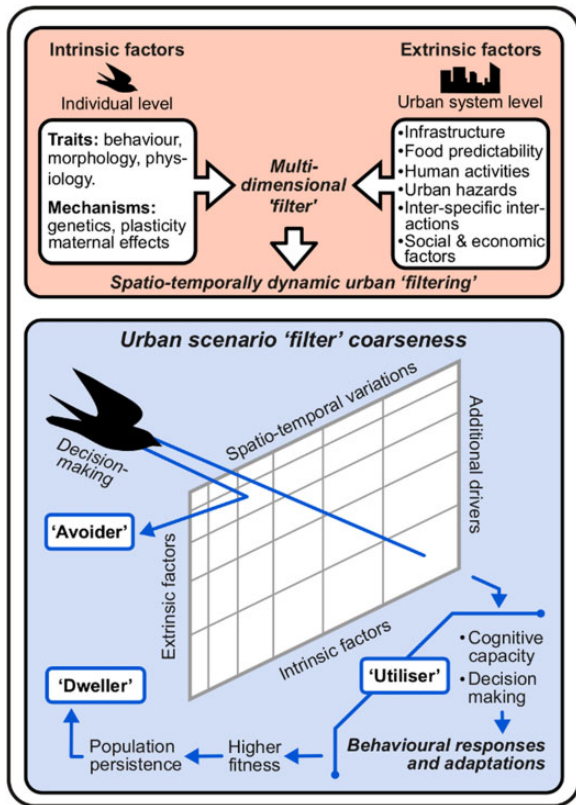 Intrinsic factors
Individual level
Traits: behaviour,
morphology, phys-
iology.
Mechanisms:
genetics, plasticity
maternal effects
Multi-
dimensional
'filter'
Extrinsic factors
Urban system level
•Infrastructure
•Food predictability
•Human activities
•Urban hazards
•Inter-specific inter-
actions
•Social & economic
factors
Spatio-temporally dynamic urban ‘filtering’
Urban scenario ‘filter’ coarseness
Decision-
making
Spatio-temporal variations
Additional drivers
Extrinsic factors
Intrinsic factors
‘Avoider’
‘Utiliser’
• Cognitive
capacity
• Decision
making
Behavioural responses
and adaptations
Higher
fitness
Population
persistence
‘Dweller’